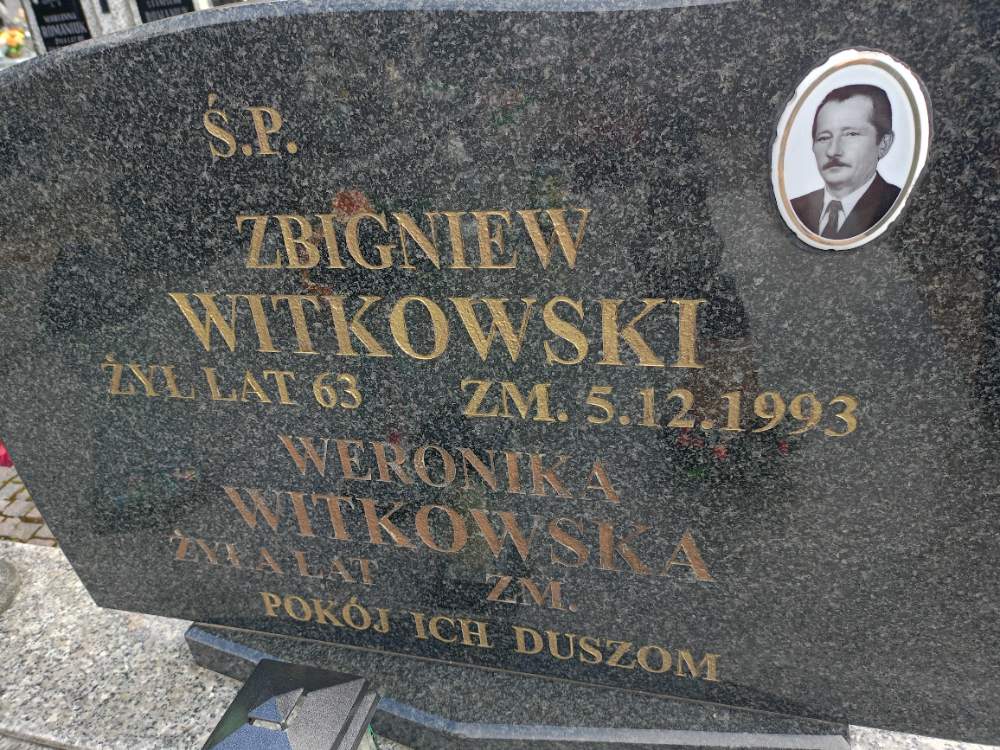 Ś.P.
ZBIGNIEW
WITKOWSKI
ŻYŁ LAT 63 ZM. 5.12.1993
WERONIKA
WITKOWSKA
ŻYŁA LAT ZM.
POKÓJ ICH DUSZOM